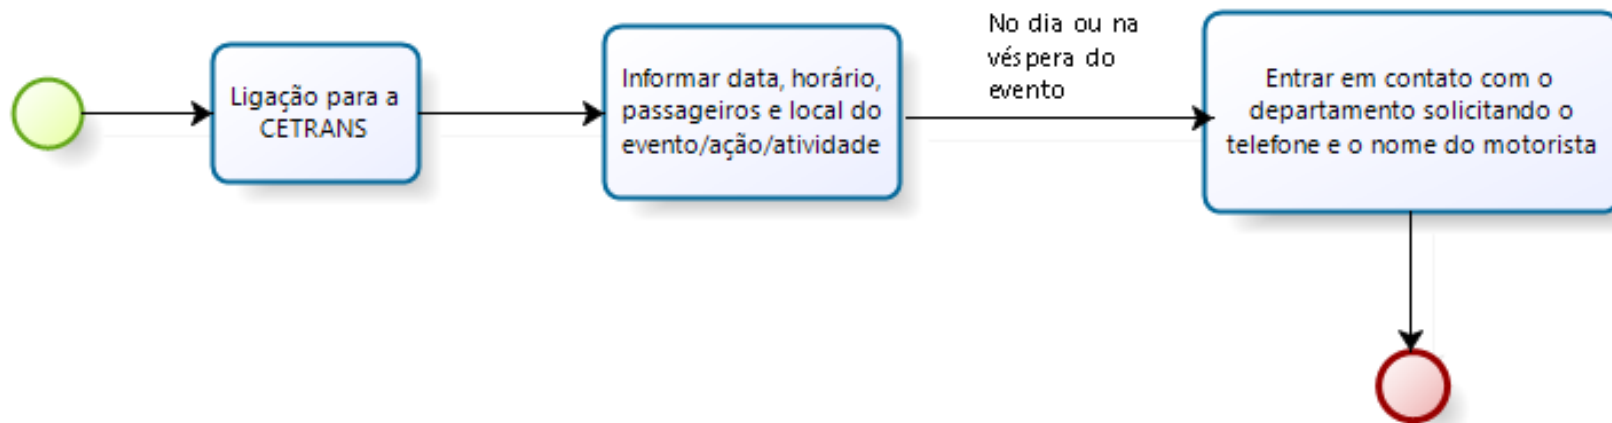 Ligação para a
CETRANS
Informar data, horário,
passageiros e local do
evento/ação/atividade
No dia ou na
véspera do
evento
Entrar em contato com o
departamento solicitando o
telefone e o nome do motorista